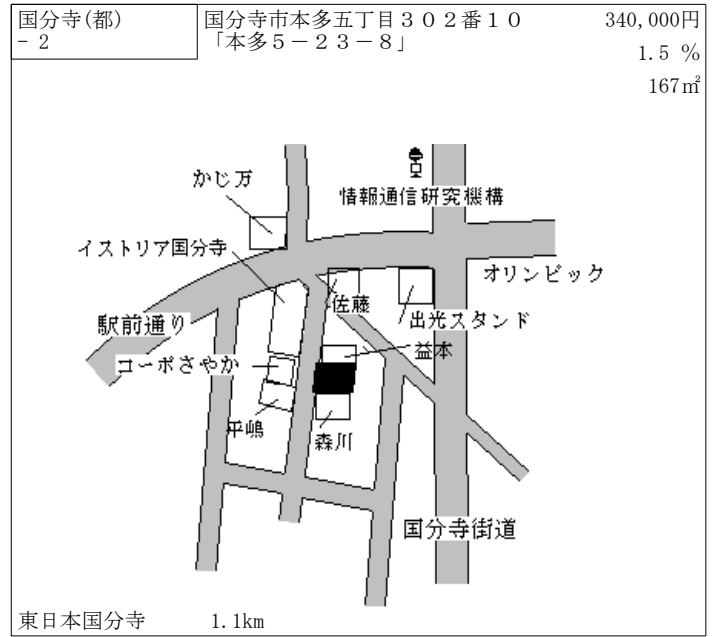 国分寺(都)
- 2
国分寺市本多五丁目３０２番１０
「本多５－２３－８」
340,000円
1.5 %
167㎡
かじ万
情報通信研究機構
イストリア国分寺
オリンピック
佐藤
出光スタンド
駅前通り
益本
コーポさやか
平嶋
森川
国分寺街道
東日本国分寺
1.1km